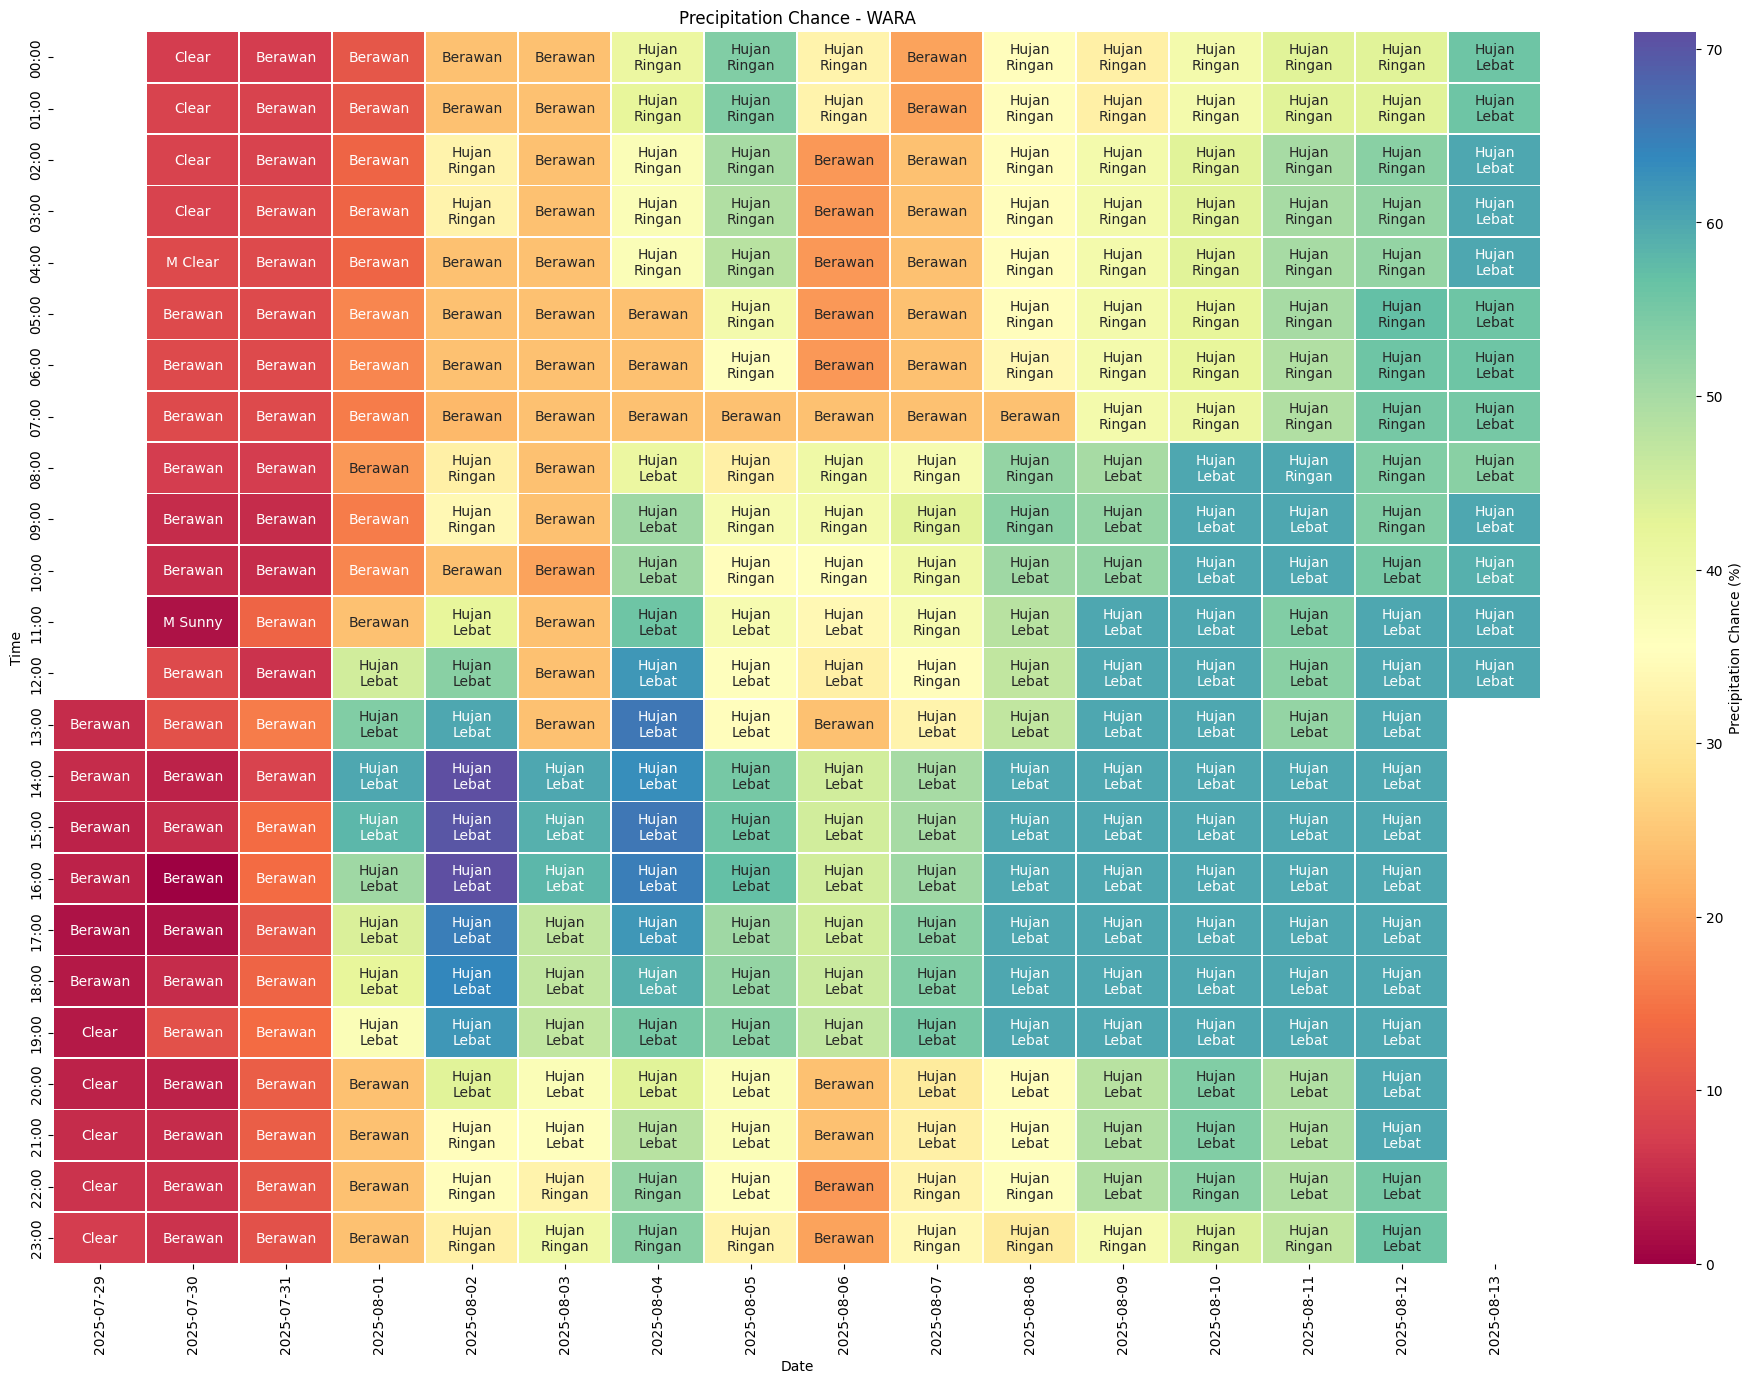 Precipitation Chance - WARA
00:00 Clear Berawan Berawan Berawan Berawan Hujan Ringan Hujan Ringan Hujan Ringan Berawan Hujan Ringan Hujan Ringan Hujan Ringan Hujan Ringan Hujan Ringan Hujan Lebat
01:00 Clear Berawan Berawan Berawan Berawan Hujan Ringan Hujan Ringan Hujan Ringan Berawan Hujan Ringan Hujan Ringan Hujan Ringan Hujan Ringan Hujan Ringan Hujan Lebat
02:00 Clear Berawan Berawan Hujan Ringan Berawan Hujan Ringan Hujan Ringan Berawan Berawan Hujan Ringan Hujan Ringan Hujan Ringan Hujan Ringan Hujan Ringan Hujan Lebat
03:00 Clear Berawan Berawan Hujan Ringan Berawan Hujan Ringan Hujan Ringan Berawan Berawan Hujan Ringan Hujan Ringan Hujan Ringan Hujan Ringan Hujan Ringan Hujan Lebat
04:00 M Clear Berawan Berawan Berawan Berawan Hujan Ringan Hujan Ringan Berawan Berawan Hujan Ringan Hujan Ringan Hujan Ringan Hujan Ringan Hujan Ringan Hujan Lebat
05:00 Berawan Berawan Berawan Berawan Berawan Berawan Hujan Ringan Berawan Berawan Hujan Ringan Hujan Ringan Hujan Ringan Hujan Ringan Hujan Ringan Hujan Lebat
06:00 Berawan Berawan Berawan Berawan Berawan Berawan Hujan Ringan Berawan Berawan Hujan Ringan Hujan Ringan Hujan Ringan Hujan Ringan Hujan Ringan Hujan Lebat
07:00 Berawan Berawan Berawan Berawan Berawan Berawan Berawan Berawan Berawan Berawan Hujan Ringan Hujan Ringan Hujan Ringan Hujan Ringan Hujan Lebat
08:00 Berawan Berawan Berawan Hujan Ringan Berawan Hujan Lebat Hujan Ringan Hujan Ringan Hujan Ringan Hujan Ringan Hujan Lebat Hujan Lebat Hujan Ringan Hujan Ringan Hujan Lebat
09:00 Berawan Berawan Berawan Hujan Ringan Berawan Hujan Lebat Hujan Ringan Hujan Ringan Hujan Ringan Hujan Ringan Hujan Lebat Hujan Lebat Hujan Lebat Hujan Ringan Hujan Lebat
10:00 Berawan Berawan Berawan Berawan Berawan Hujan Lebat Hujan Ringan Hujan Ringan Hujan Ringan Hujan Lebat Hujan Lebat Hujan Lebat Hujan Lebat Hujan Lebat Hujan Lebat
11:00 M Sunny Berawan Berawan Hujan Lebat Berawan Hujan Lebat Hujan Lebat Hujan Lebat Hujan Ringan Hujan Lebat Hujan Lebat Hujan Lebat Hujan Lebat Hujan Lebat Hujan Lebat
12:00 Berawan Berawan Hujan Lebat Hujan Lebat Berawan Hujan Lebat Hujan Lebat Hujan Lebat Hujan Ringan Hujan Lebat Hujan Lebat Hujan Lebat Hujan Lebat Hujan Lebat Hujan Lebat
13:00 Berawan Berawan Berawan Hujan Lebat Hujan Lebat Berawan Hujan Lebat Hujan Lebat Berawan Hujan Lebat Hujan Lebat Hujan Lebat Hujan Lebat Hujan Lebat Hujan Lebat
14:00 Berawan Berawan Berawan Hujan Lebat Hujan Lebat Hujan Lebat Hujan Lebat Hujan Lebat Hujan Lebat Hujan Lebat Hujan Lebat Hujan Lebat Hujan Lebat Hujan Lebat Hujan Lebat
15:00 Berawan Berawan Berawan Hujan Lebat Hujan Lebat Hujan Lebat Hujan Lebat Hujan Lebat Hujan Lebat Hujan Lebat Hujan Lebat Hujan Lebat Hujan Lebat Hujan Lebat Hujan Lebat
16:00 Berawan Berawan Berawan Hujan Lebat Hujan Lebat Hujan Lebat Hujan Lebat Hujan Lebat Hujan Lebat Hujan Lebat Hujan Lebat Hujan Lebat Hujan Lebat Hujan Lebat Hujan Lebat
17:00 Berawan Berawan Berawan Hujan Lebat Hujan Lebat Hujan Lebat Hujan Lebat Hujan Lebat Hujan Lebat Hujan Lebat Hujan Lebat Hujan Lebat Hujan Lebat Hujan Lebat Hujan Lebat
18:00 Berawan Berawan Berawan Hujan Lebat Hujan Lebat Hujan Lebat Hujan Lebat Hujan Lebat Hujan Lebat Hujan Lebat Hujan Lebat Hujan Lebat Hujan Lebat Hujan Lebat Hujan Lebat
19:00 Clear Berawan Berawan Hujan Lebat Hujan Lebat Hujan Lebat Hujan Lebat Hujan Lebat Hujan Lebat Hujan Lebat Hujan Lebat Hujan Lebat Hujan Lebat Hujan Lebat Hujan Lebat
20:00 Clear Berawan Berawan Berawan Hujan Lebat Hujan Lebat Hujan Lebat Hujan Lebat Berawan Hujan Lebat Hujan Lebat Hujan Lebat Hujan Lebat Hujan Lebat Hujan Lebat
21:00 Clear Berawan Berawan Berawan Hujan Ringan Hujan Lebat Hujan Lebat Hujan Lebat Berawan Hujan Lebat Hujan Lebat Hujan Lebat Hujan Lebat Hujan Lebat Hujan Lebat
22:00 Clear Berawan Berawan Berawan Hujan Ringan Hujan Ringan Hujan Ringan Hujan Lebat Berawan Hujan Ringan Hujan Ringan Hujan Lebat Hujan Ringan Hujan Lebat Hujan Lebat
23:00 Clear Berawan Berawan Berawan Hujan Ringan Hujan Ringan Hujan Ringan Hujan Ringan Berawan Hujan Ringan Hujan Ringan Hujan Ringan Hujan Ringan Hujan Ringan Hujan Lebat
Time
2025-07-29 2025-07-30 2025-07-31 2025-08-01 2025-08-02 2025-08-03 2025-08-04 2025-08-05 2025-08-06 2025-08-07 2025-08-08 2025-08-09 2025-08-10 2025-08-11 2025-08-12 2025-08-13
Date
70
60
50
40
30
20
10
0
Precipitation Chance (%)